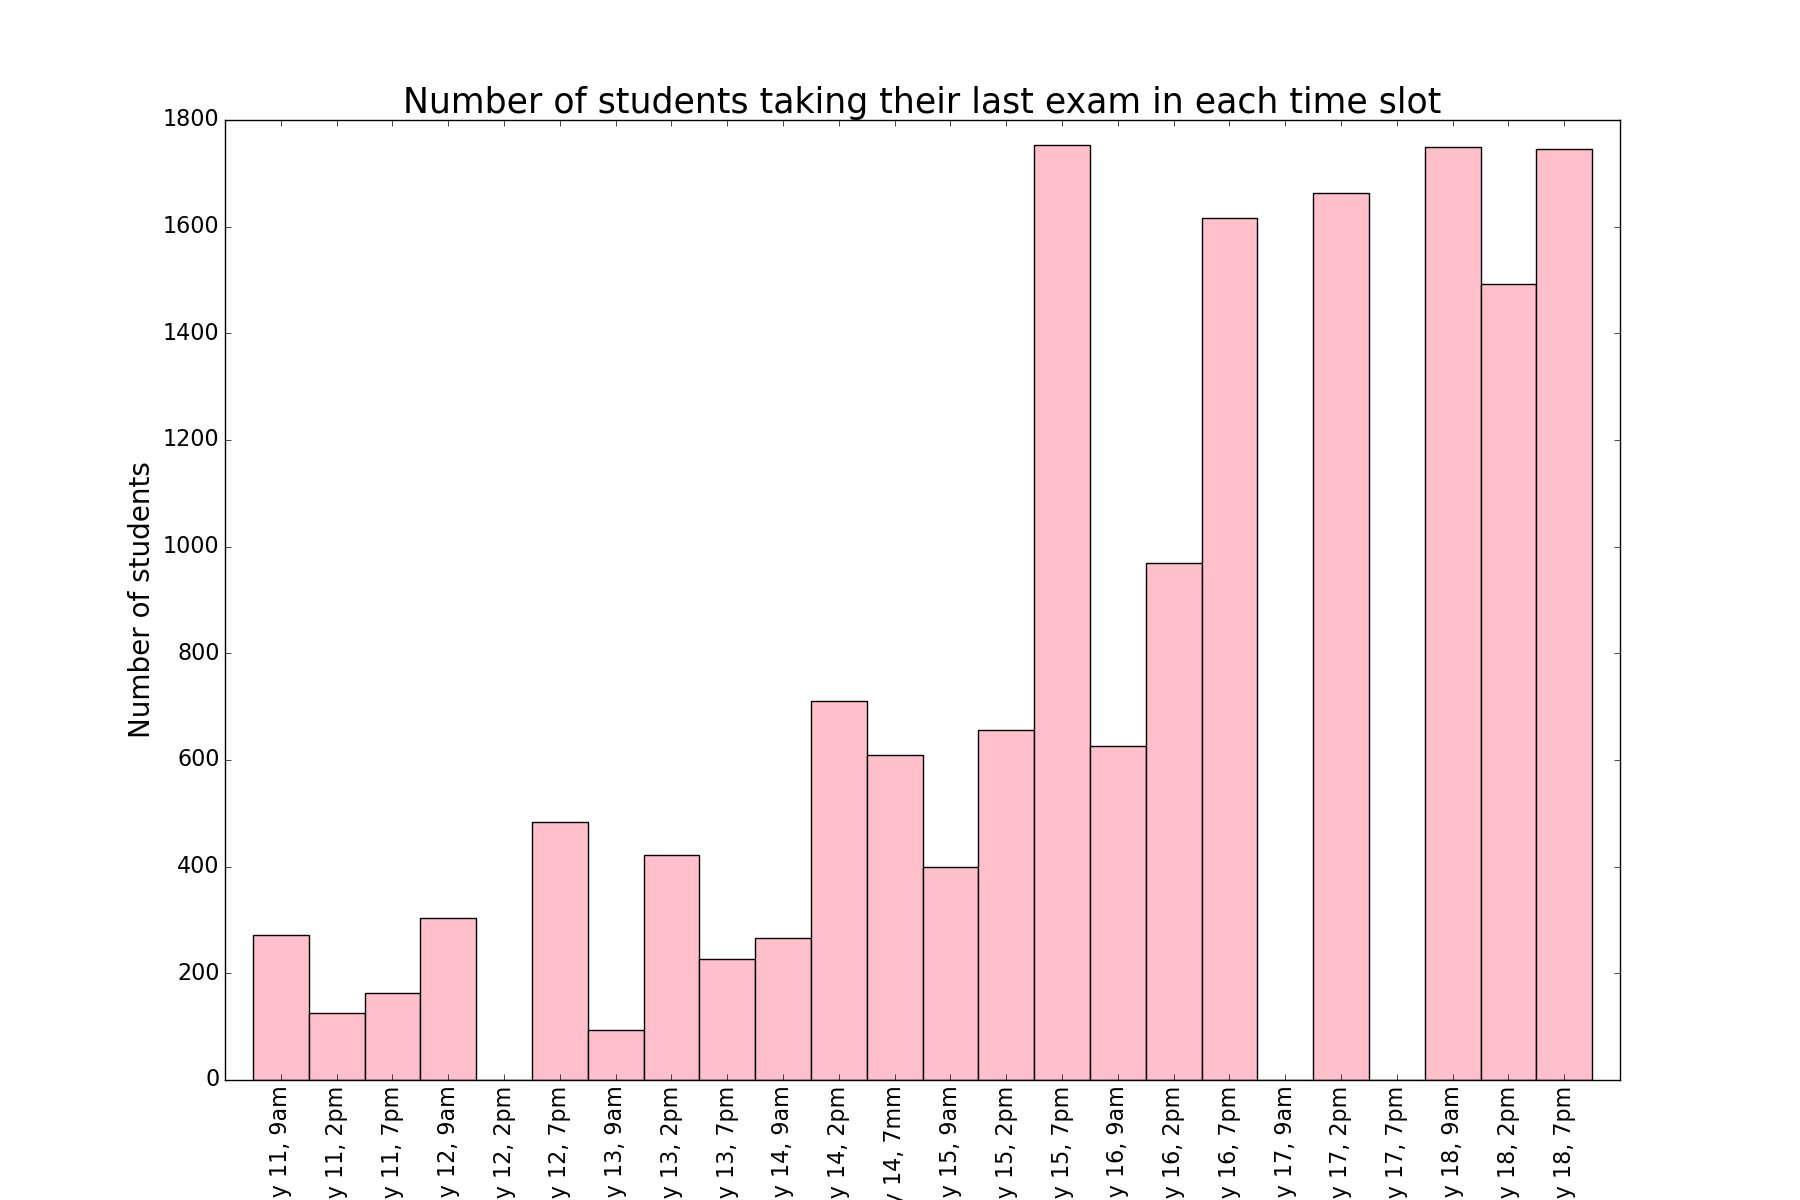 Number of students taking their last exam in each time slot
Number of students
1800
1600
1400
1200
1000
800
600
400
200
0
y 11, 9am
y 11, 2pm
y 11, 7pm
y 12, 9am
y 12, 2pm
y 12, 7pm
y 13, 9am
y 13, 2pm
y 13, 7pm
y 14, 9am
y 14, 2pm
y 14, 7mm
y 15, 9am
y 15, 2pm
y 15, 7pm
y 16, 9am
y 16, 2pm
y 16, 7pm
y 17, 9am
y 17, 2pm
y 17, 7pm
y 18, 9am
y 18, 2pm
y 18, 7pm